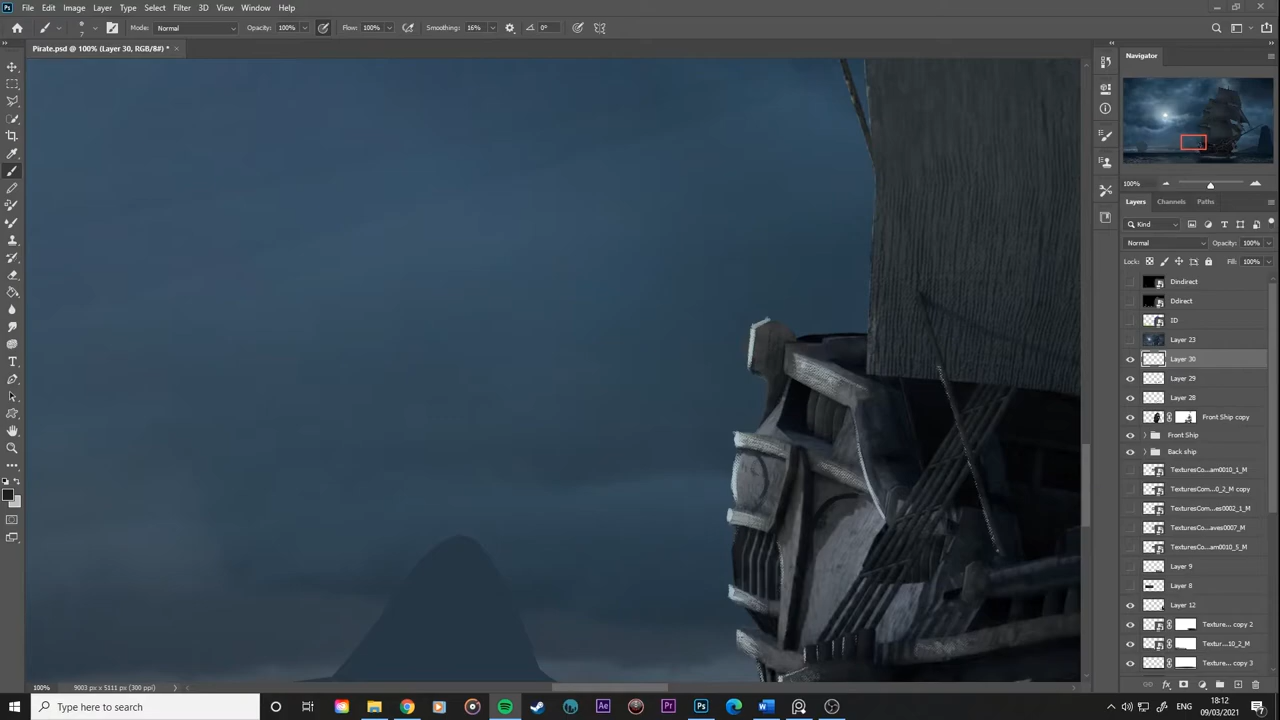 File Edit Image Layer Type Select Filter 3D View Window Help
7 Mode: Normal Opacity: 100% Flow: 100% Smoothing: 16% 0°
Pirate.psd @ 100% (Layer 30, RGB/8#) * ×
Navigator
100%
Layers Channels Paths
Kind
Normal Opacity: 100%
Lock: Fill: 100%
Dindirect
Ddirect
ID
Layer 23
Layer 30
Layer 29
Layer 28
Front Ship copy
Front Ship
Back ship
TexturesCo...am0010_1_M
TexturesCo...0_2_M copy
TexturesCom...es0002_1_M
TexturesCo...aves0007_M
TexturesCo...am0010_5_M
Layer 9
Layer 8
Layer 12
Texture... copy 2
Textur...10_2_M
Texture... copy 3
100% 9003 px x 5111 px (300 ppi)
Type here to search
18:12
09/03/2021